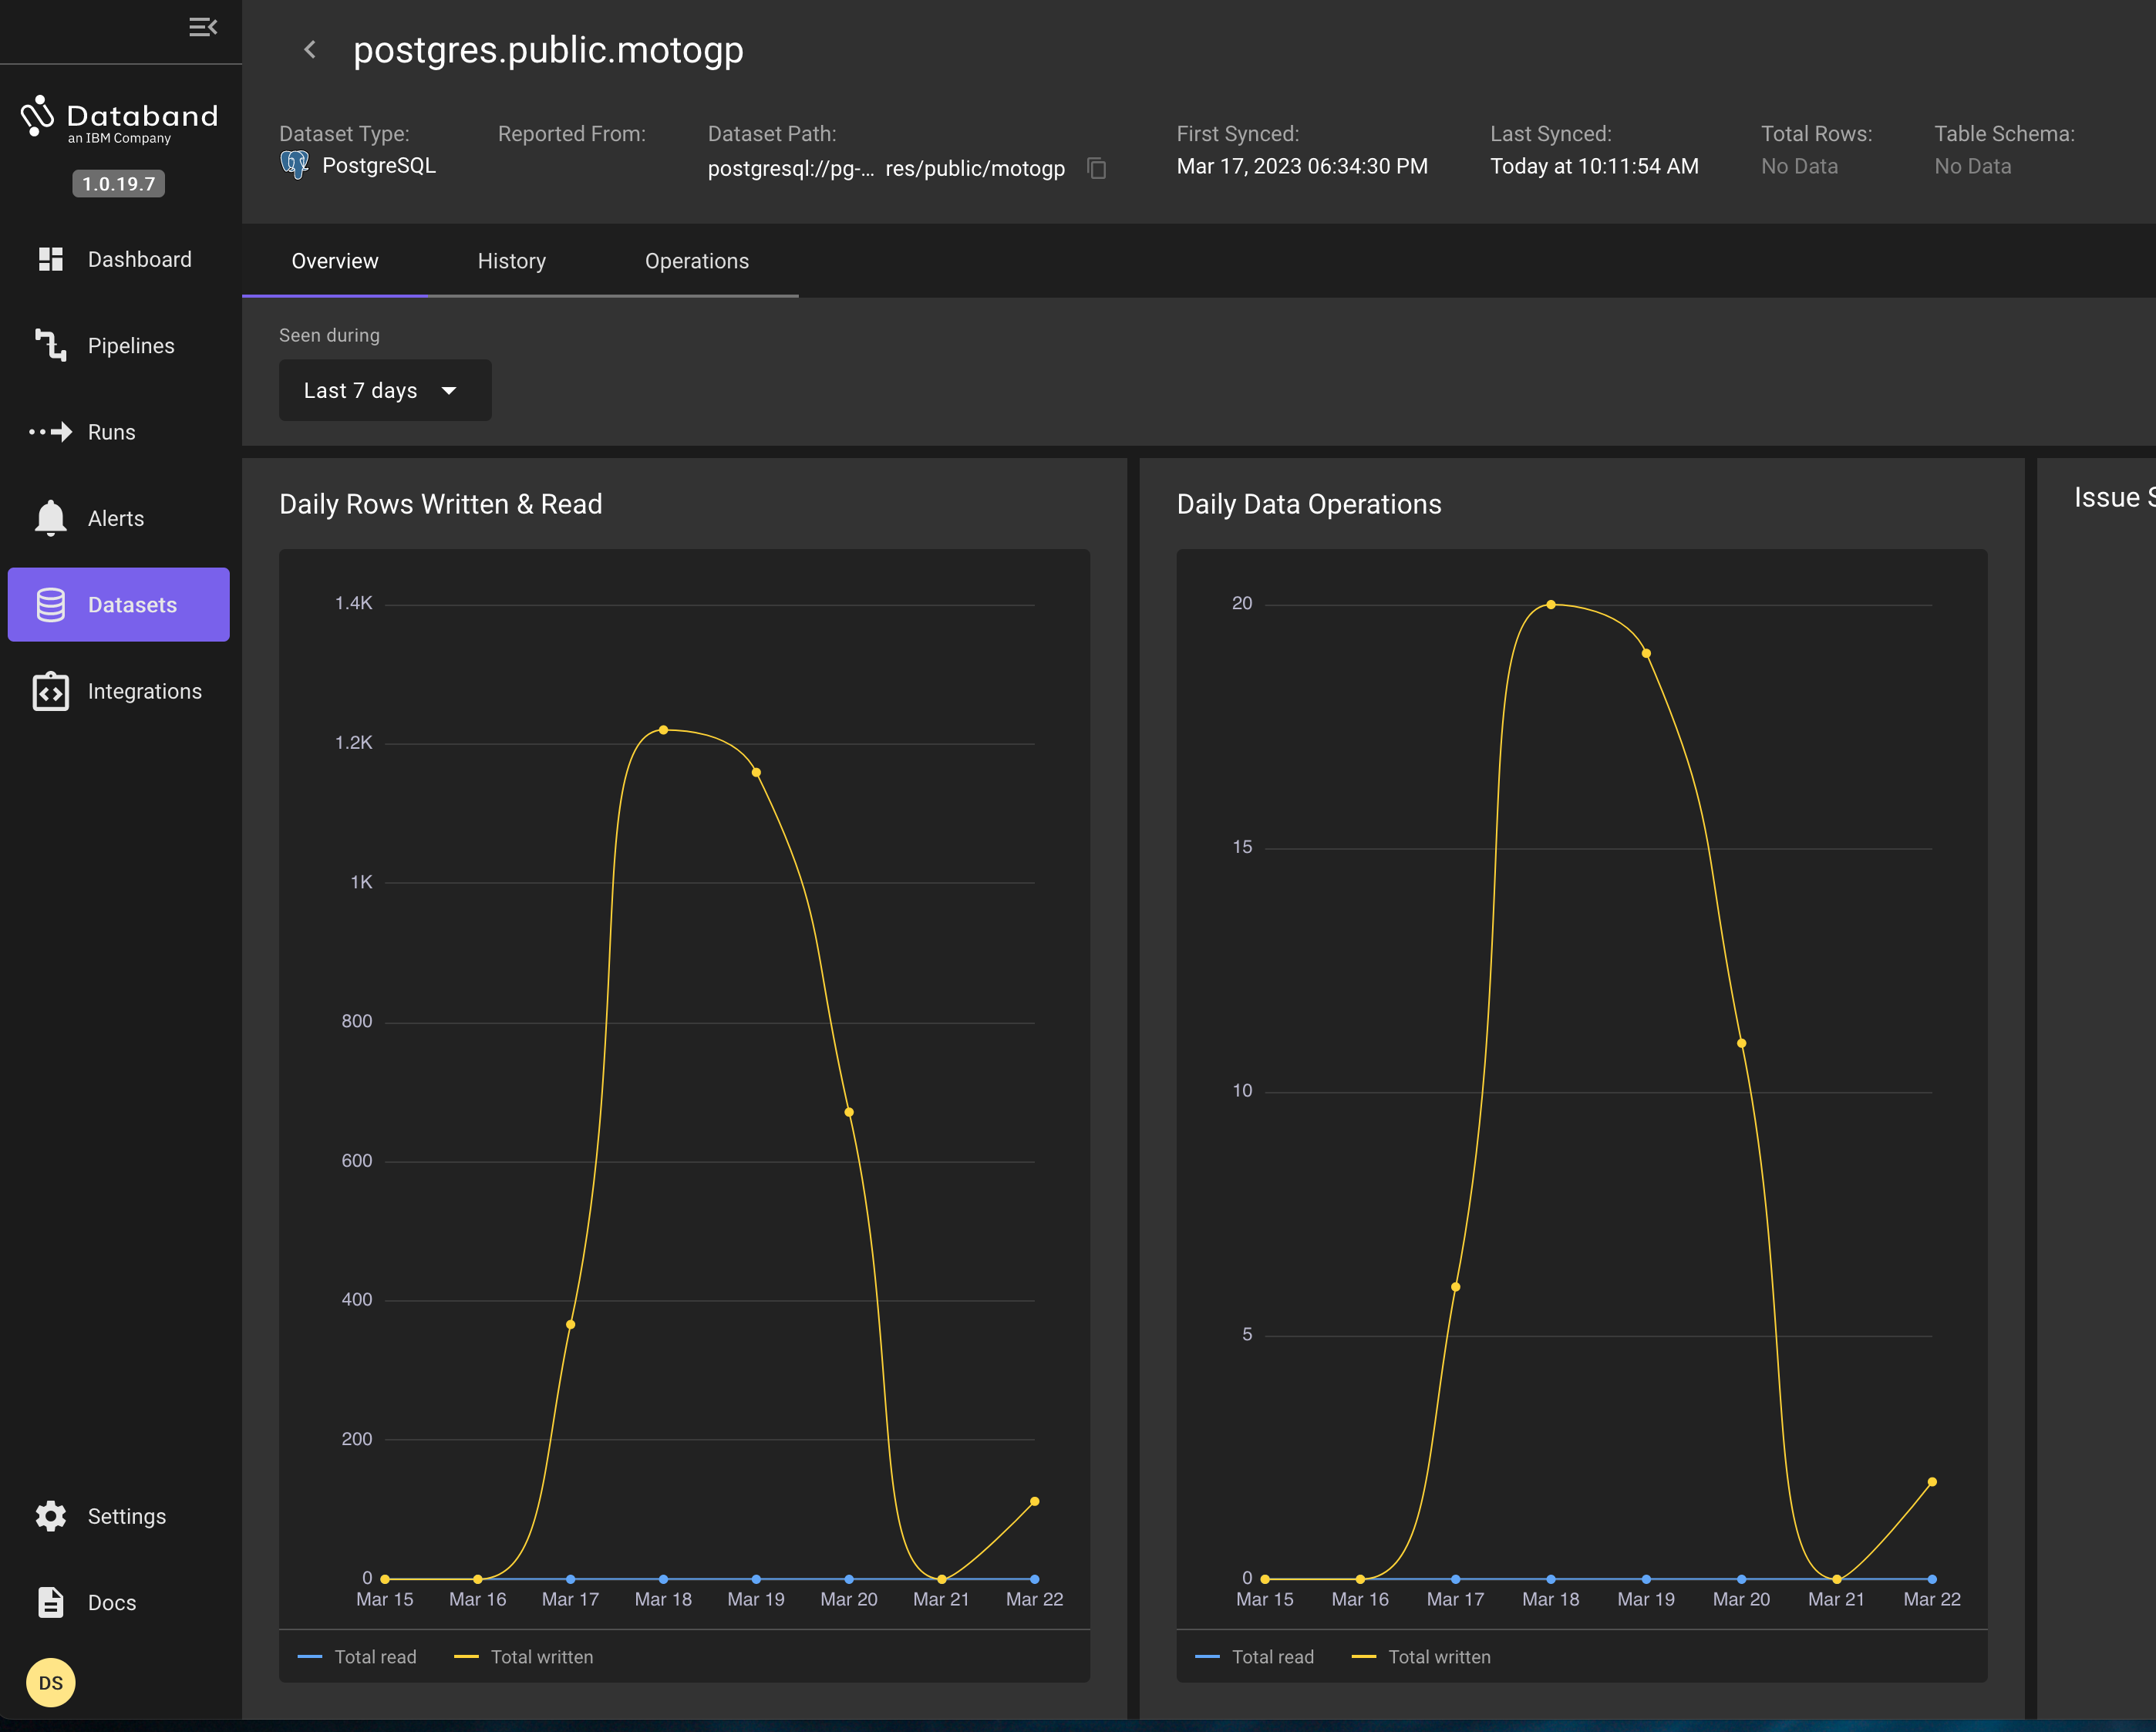 postgres.public.motogp
Databand
an IBM Company
1.0.19.7
Dashboard
Pipelines
Runs
Alerts
Datasets
Integrations
Settings
Docs
DS
Dataset Type:
PostgreSQL
Reported From:
Dataset Path:
postgresql://pg-... res/public/motogp
First Synced:
Mar 17, 2023 06:34:30 PM
Last Synced:
Today at 10:11:54 AM
Total Rows:
No Data
Table Schema:
No Data
Overview
History
Operations
Seen during
Last 7 days
Daily Rows Written & Read
1.4K
1.2K
1K
800
600
400
200
0
Mar 15 Mar 16 Mar 17 Mar 18 Mar 19 Mar 20 Mar 21 Mar 22
Total read Total written
Daily Data Operations
20
15
10
5
0
Mar 15 Mar 16 Mar 17 Mar 18 Mar 19 Mar 20 Mar 21 Mar 22
Total read Total written
Issue